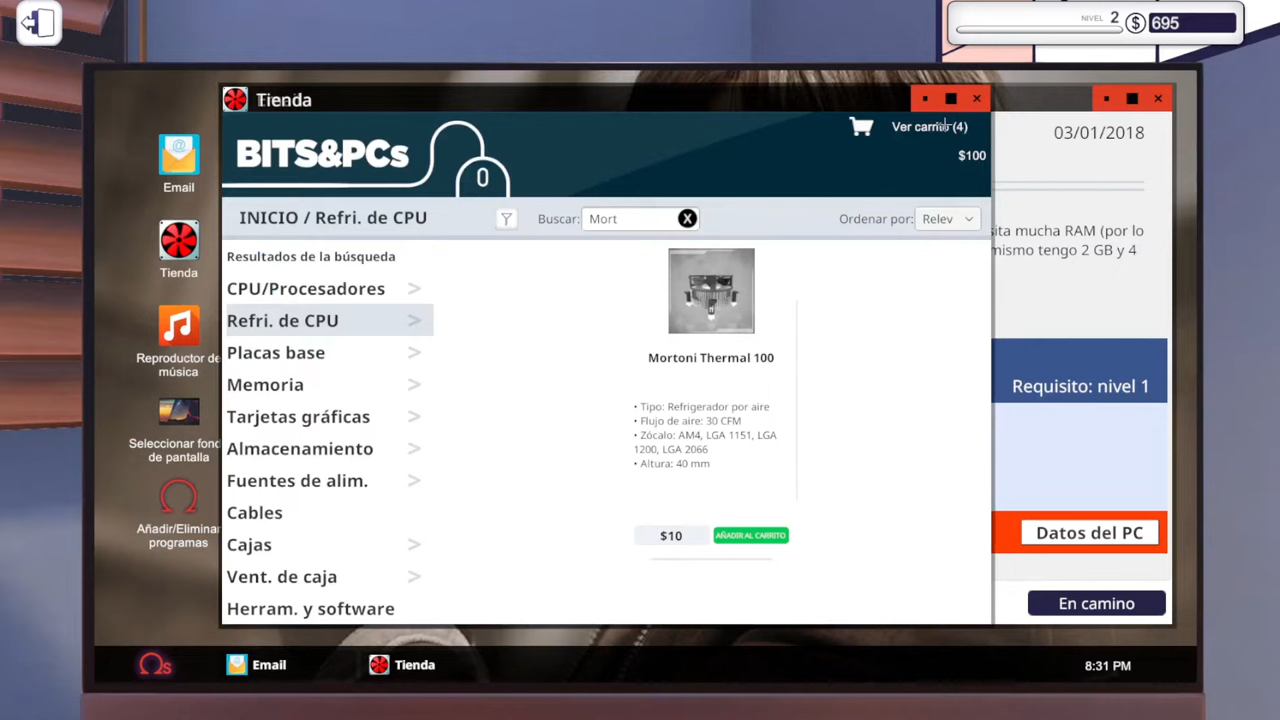 NIVEL 2 $ 695
Tienda
03/01/2018
BITS&PCs
Ver carrito (4)
$100
INICIO / Refri. de CPU
Buscar: Mort X
Ordenar por: Relev
sita mucha RAM (por lo
mismo tengo 2 GB y 4
Resultados de la búsqueda
CPU/Procesadores >
Refri. de CPU >
Placas base >
Memoria >
Tarjetas gráficas >
Almacenamiento >
Fuentes de alim. >
Cables
Cajas >
Vent. de caja >
Herram. y software
Mortoni Thermal 100
• Tipo: Refrigerador por aire
• Flujo de aire: 30 CFM
• Zócalo: AM4, LGA 1151, LGA
1200, LGA 2066
• Altura: 40 mm
$10 AÑADIR AL CARRITO
Requisito: nivel 1
Datos del PC
En camino
Email
Tienda
Reproductor de
música
Seleccionar fond
de pantalla
Añadir/Eliminar
programas
Ωs Email Tienda 8:31 PM